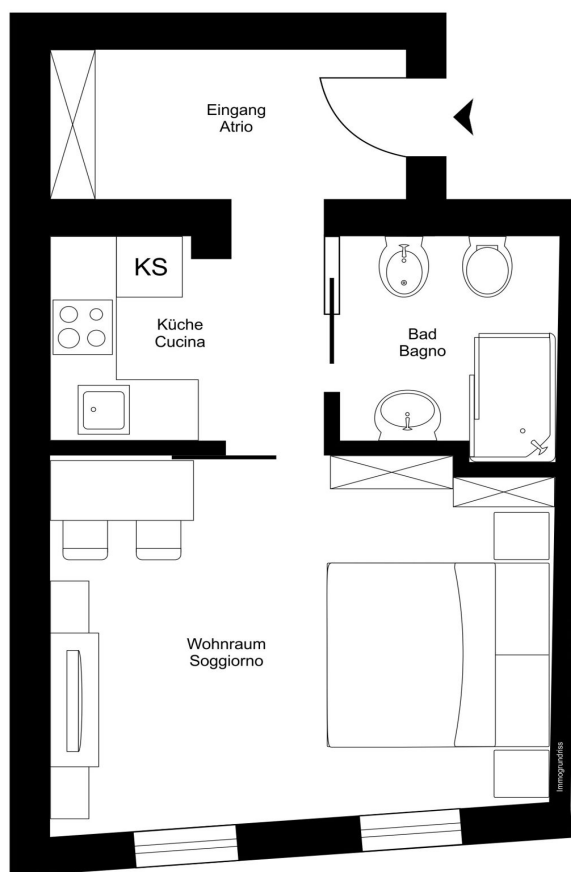 Eingang
Atrio
KS
Küche
Cucina
Bad
Bagno
Wohnraum
Soggiorno
Immogrundriss